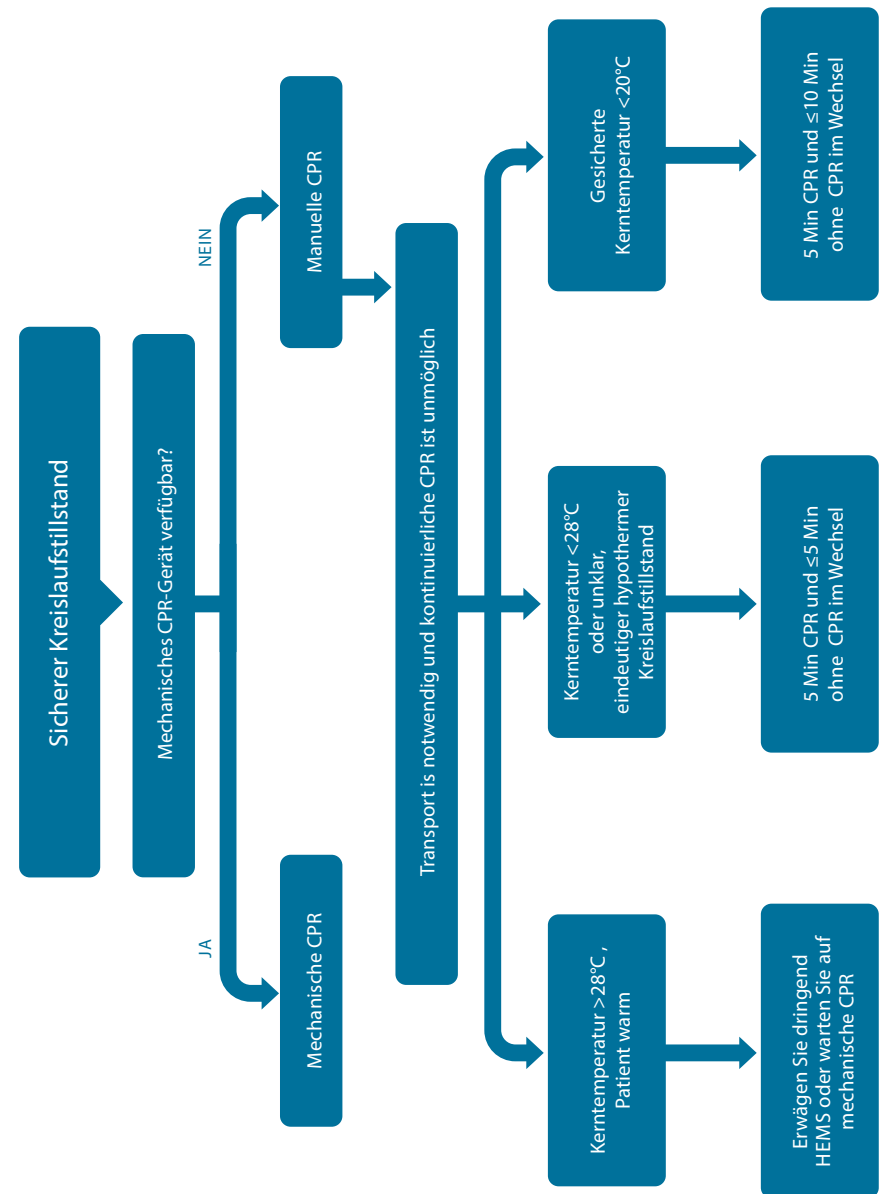 Sicherer Kreislaufstillstand
Mechanisches CPR-Gerät verfügbar?
JA
NEIN
Mechanische CPR
Manuelle CPR
Transport is notwendig und kontinuierliche CPR ist unmöglich
Kerntemperatur >28°C ,
Patient warm
Kerntemperatur <28°C
oder unklar,
eindeutiger hypothermer
Kreislaufstillstand
Gesicherte
Kerntemperatur <20°C
Erwägen Sie dringend
HEMS oder warten Sie auf
mechanische CPR
5 Min CPR und ≤5 Min
ohne CPR im Wechsel
5 Min CPR und ≤10 Min
ohne CPR im Wechsel